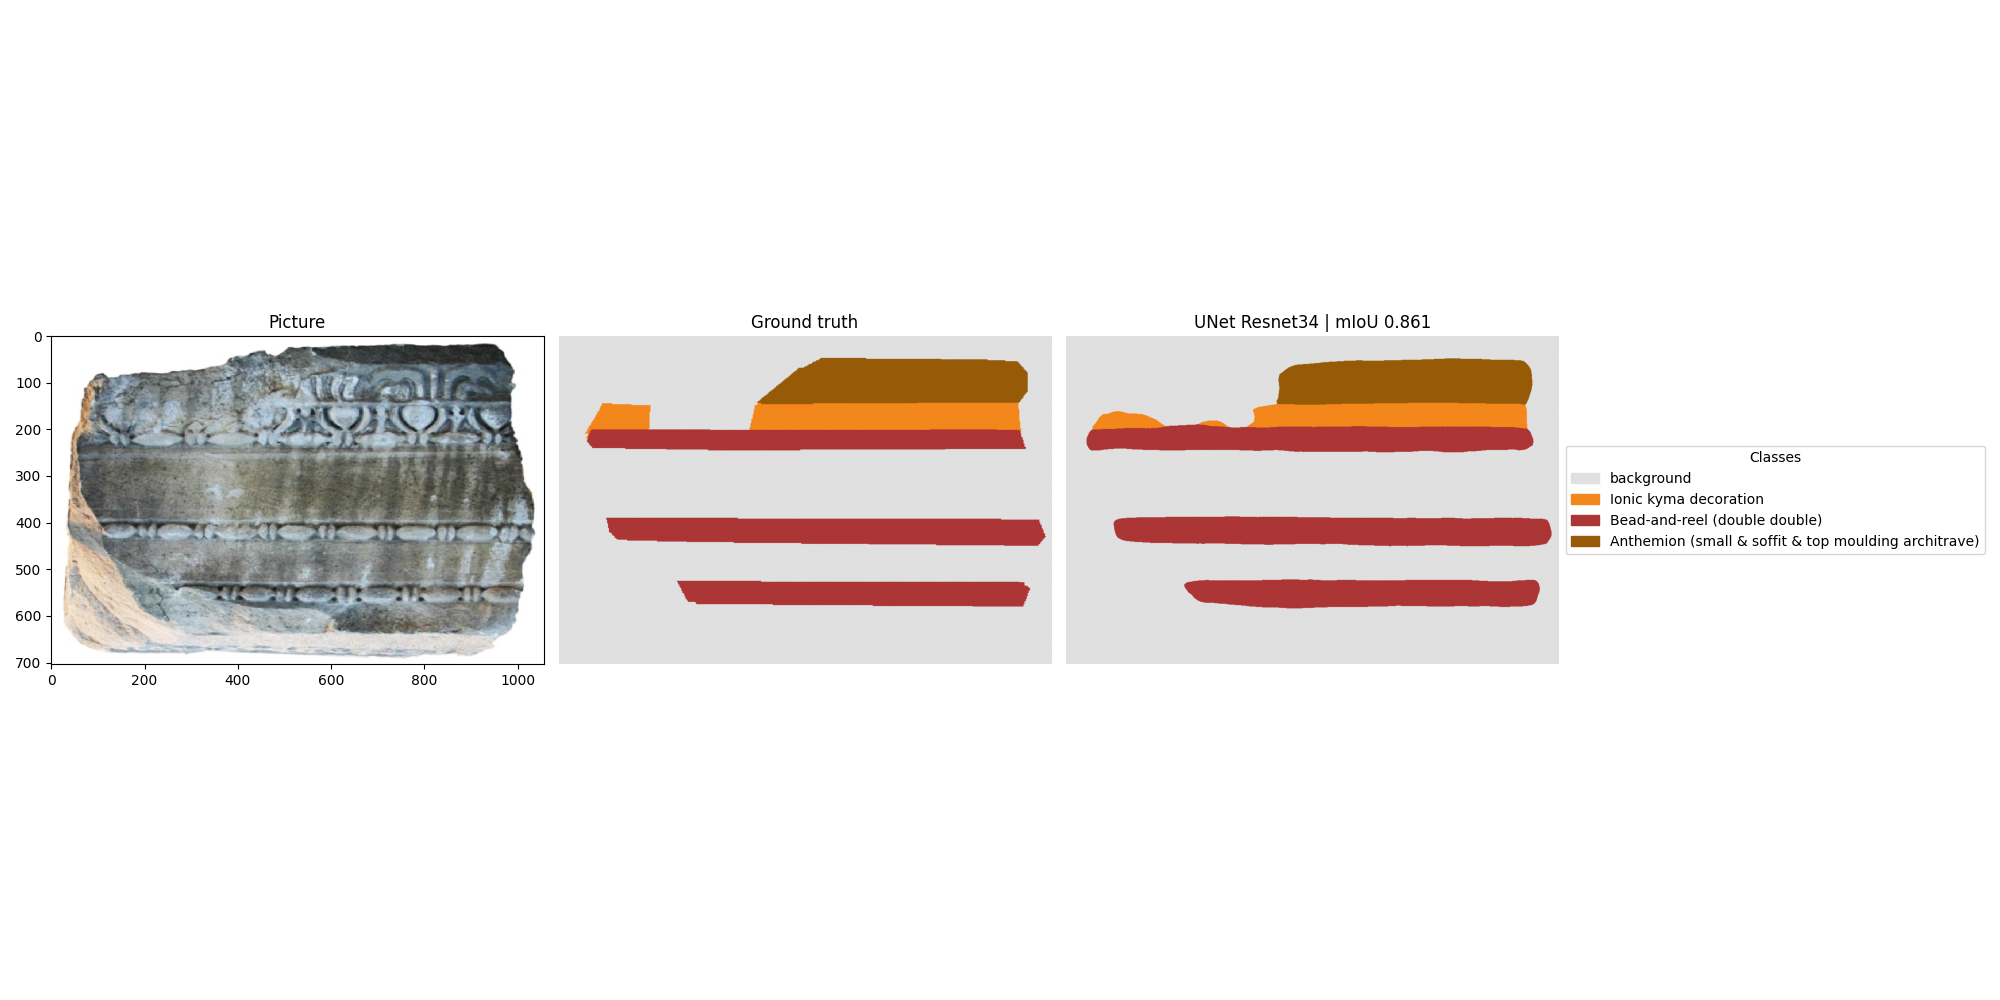 Picture
Ground truth
UNet Resnet34 | mIoU 0.861
0
100
200
300
400
500
600
700
0 200 400 600 800 1000
Classes
background
Ionic kyma decoration
Bead-and-reel (double double)
Anthemion (small & soffit & top moulding architrave)